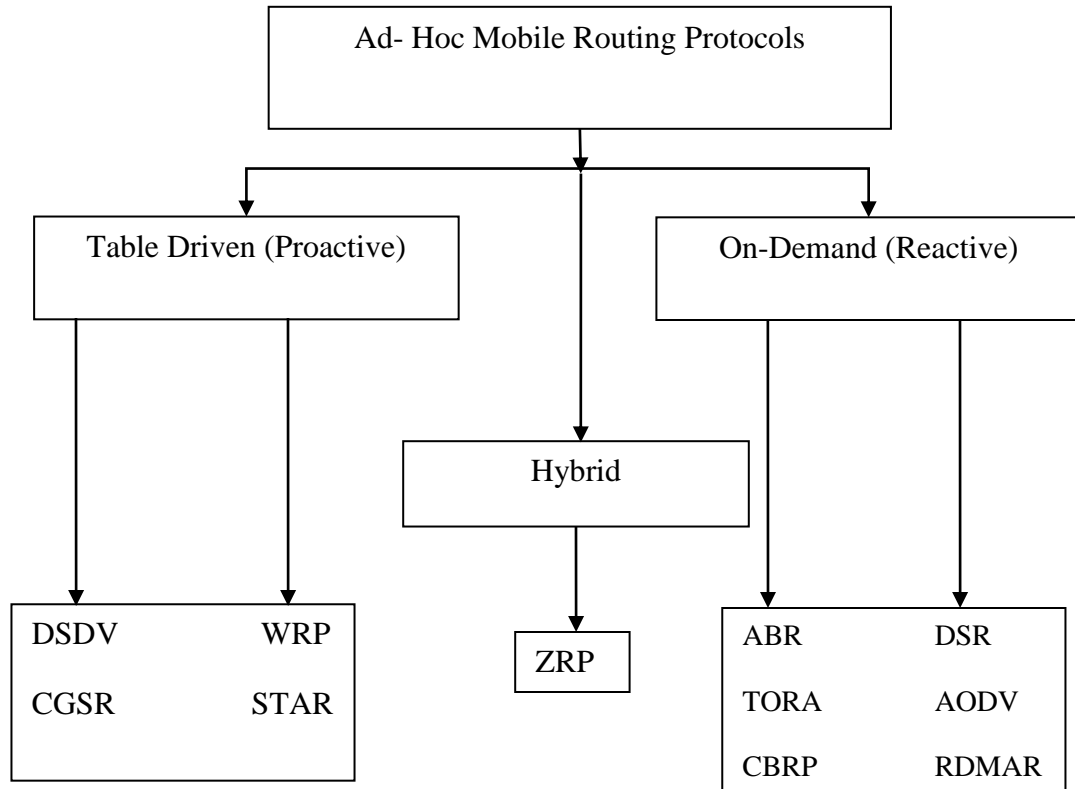 Ad- Hoc Mobile Routing Protocols
Table Driven (Proactive)
On-Demand (Reactive)
Hybrid
DSDV WRP
CGSR STAR
ZRP
ABR DSR
TORA AODV
CBRP RDMAR